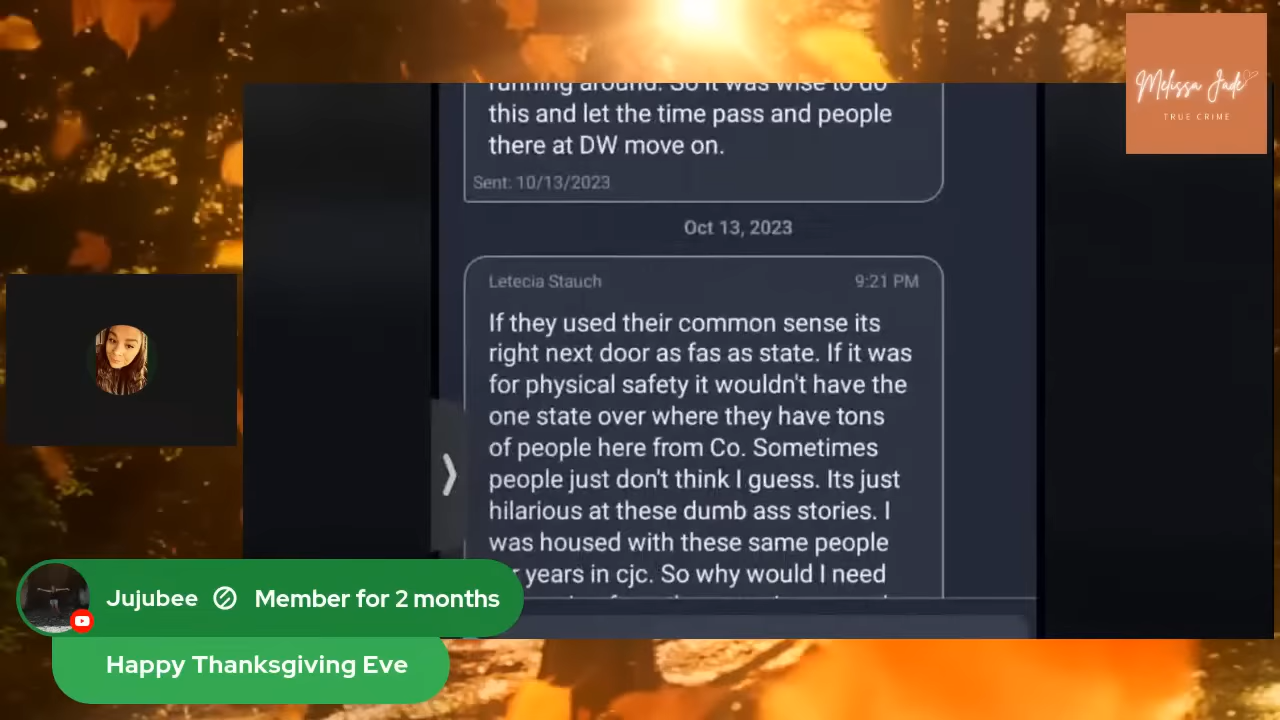 Melissa Jade
TRUE CRIME
running around. So it was wise to do
this and let the time pass and people
there at DW move on.
Sent: 10/13/2023
Oct 13, 2023
Letecia Stauch
9:21 PM
If they used their common sense its
right next door as fas as state. If it was
for physical safety it wouldn't have the
one state over where they have tons
of people here from Co. Sometimes
people just don't think I guess. Its just
hilarious at these dumb ass stories. I
was housed with these same people
years in cjc. So why would I need
Jujubee
Member for 2 months
Happy Thanksgiving Eve